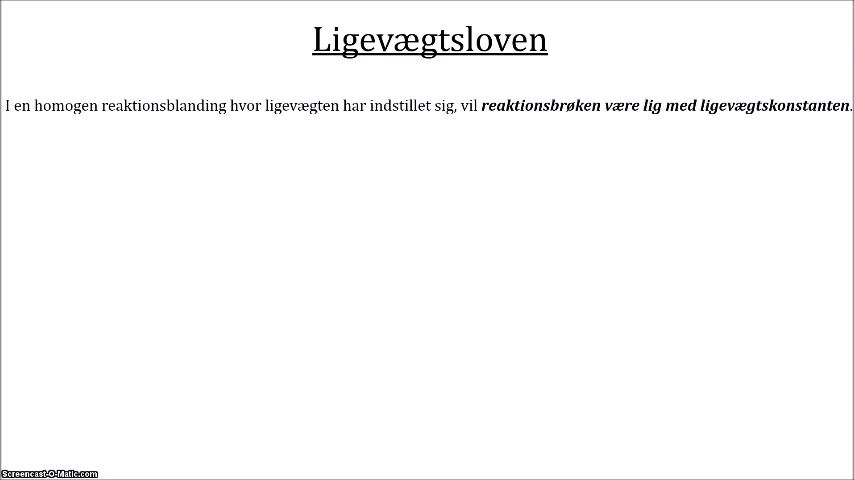 Ligevægtsloven
I en homogen reaktionsblanding hvor ligevægten har indstillet sig, vil reaktionsbrøken være lig med ligevægtskonstanten.
Screencast-O-Matic.com